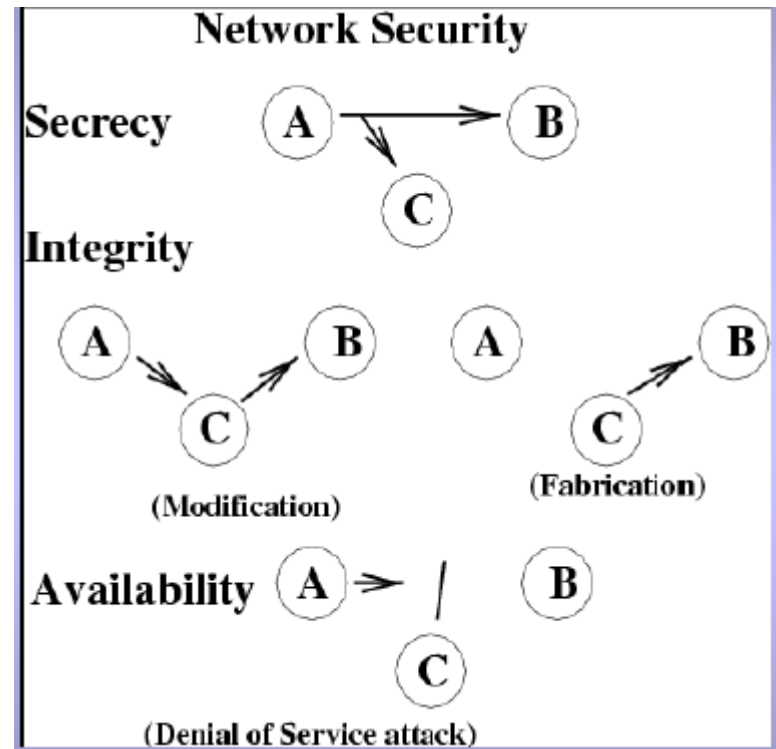 Network Security
Secrecy
A
B
C
Integrity
A
B
A
B
C
C
(Modification)
(Fabrication)
Availability
A
B
C
(Denial of Service attack)